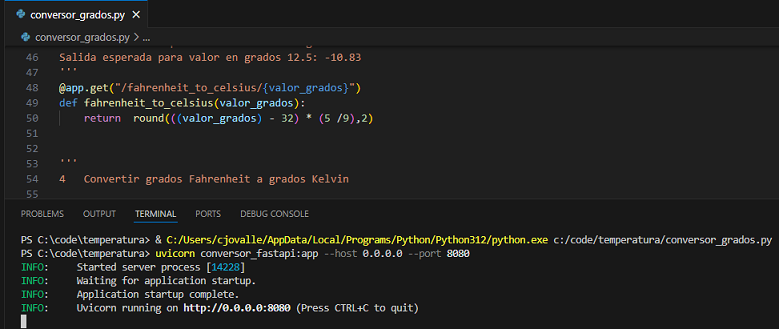 conversor_grados.py ×
conversor_grados.py > ...
46 Salida esperada para valor en grados 12.5: -10.83
47 '''
48 @app.get("/fahrenheit_to_celsius/{valor_grados}")
49 def fahrenheit_to_celsius(valor_grados):
50     return  round(((valor_grados) - 32) * (5 /9),2)
51
52
53 '''
54 4   Convertir grados Fahrenheit a grados Kelvin
55
PROBLEMS OUTPUT TERMINAL PORTS DEBUG CONSOLE
PS C:\code\temperatura> & C:/Users/cjovalle/AppData/Local/Programs/Python/Python312/python.exe c:/code/temperatura/conversor_grados.py
PS C:\code\temperatura> uvicorn conversor_fastapi:app --host 0.0.0.0 --port 8080
INFO:     Started server process [14228]
INFO:     Waiting for application startup.
INFO:     Application startup complete.
INFO:     Uvicorn running on http://0.0.0.0:8080 (Press CTRL+C to quit)